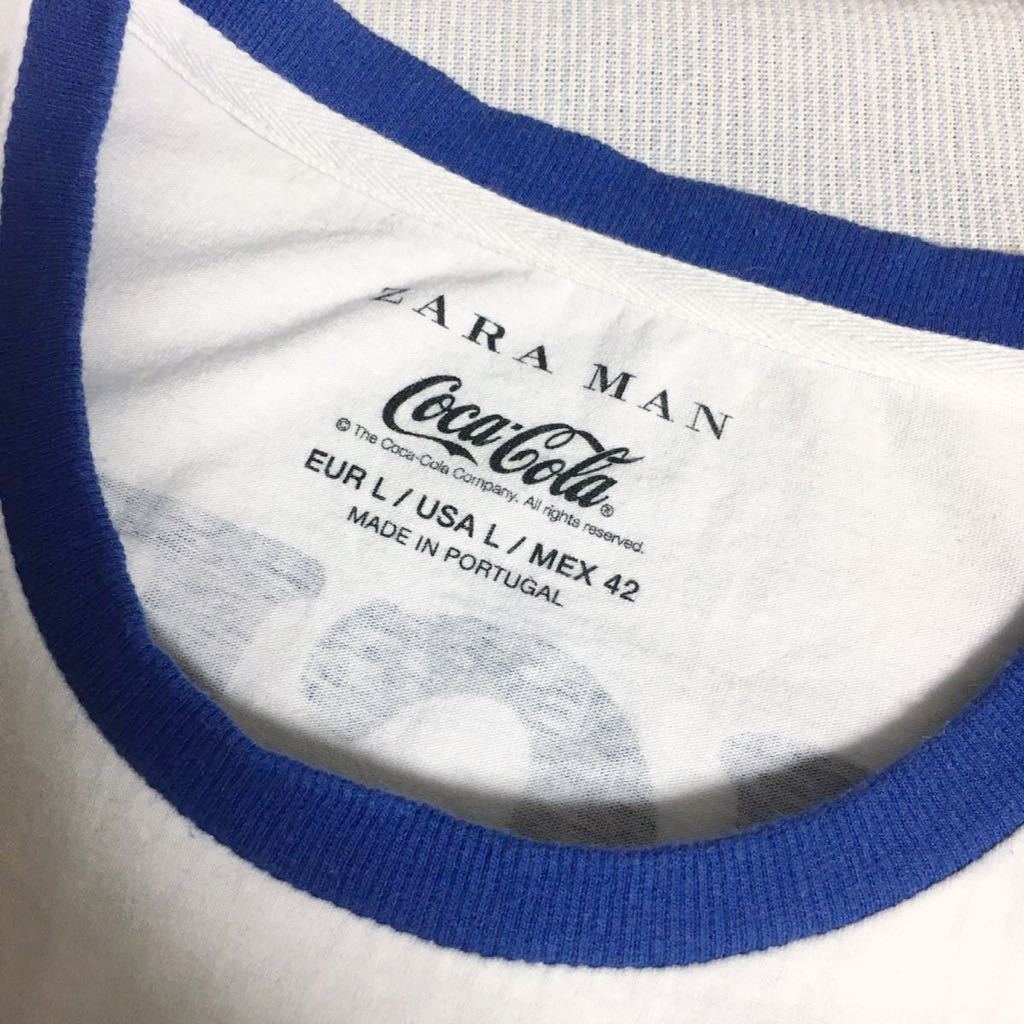 ZARA MAN
Coca-Cola®
© The Coca-Cola Company. All rights reserved.
EUR L / USA L / MEX 42
MADE IN PORTUGAL